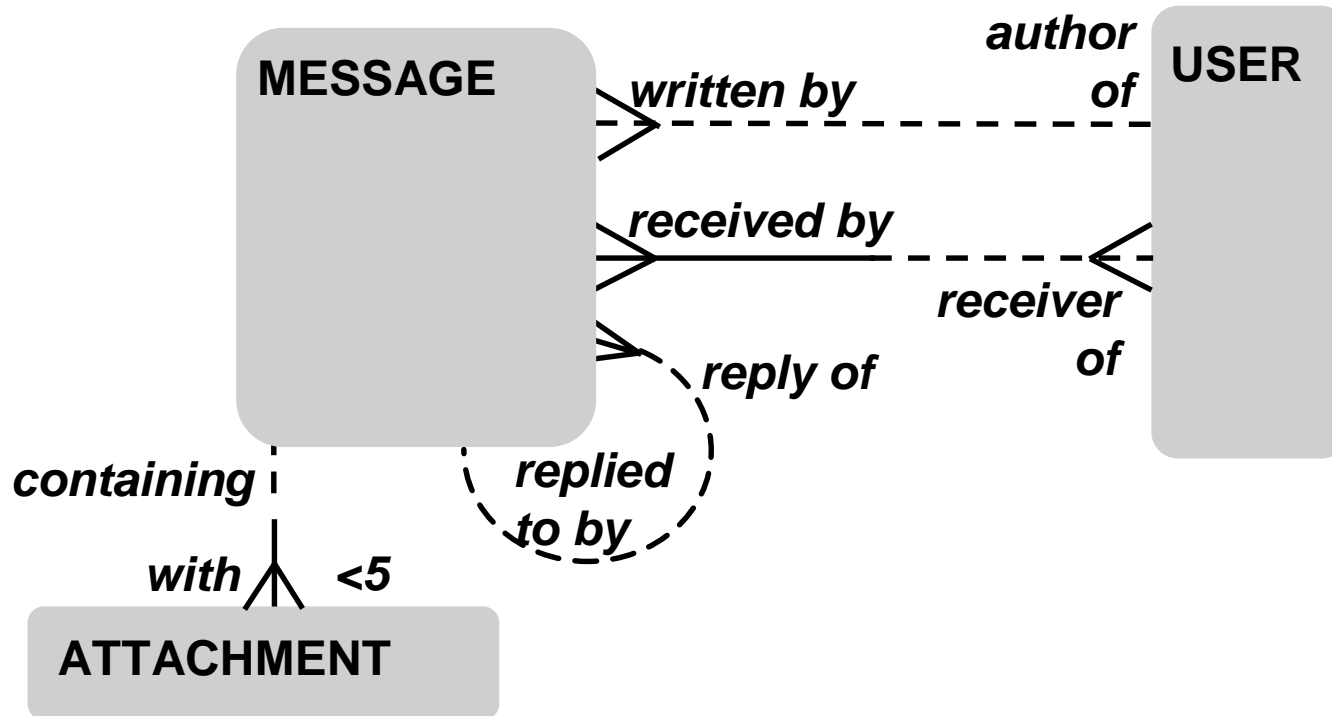 MESSAGE
author
of
USER
written by
received by
receiver
of
reply of
replied
to by
containing
with
<5
ATTACHMENT